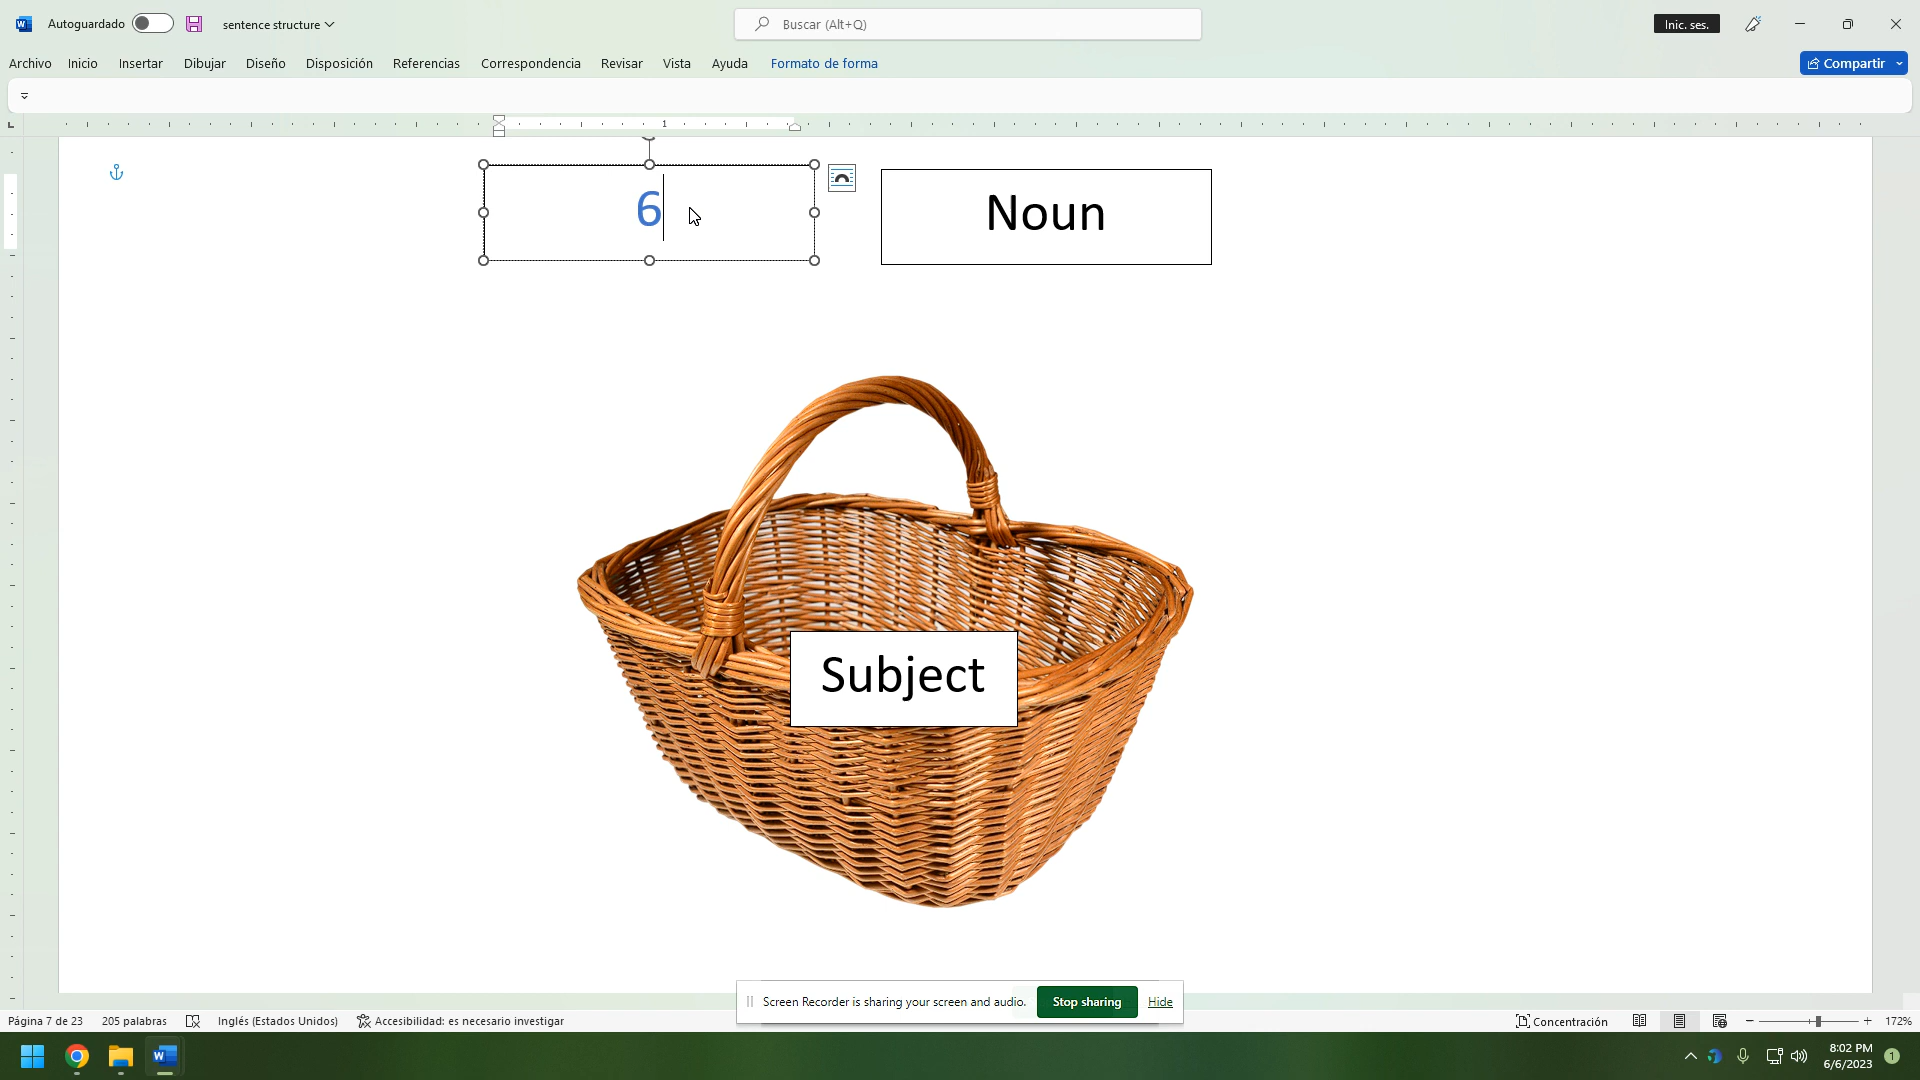 Autoguardado
sentence structure
Buscar (Alt+Q)
Inic. ses.
Archivo Inicio Insertar Dibujar Diseño Disposición Referencias Correspondencia Revisar Vista Ayuda Formato de forma
Compartir
1
6
Noun
Subject
Screen Recorder is sharing your screen and audio. Stop sharing Hide
Página 7 de 23 205 palabras Inglés (Estados Unidos) Accesibilidad: es necesario investigar
Concentración
172%
8:02 PM
6/6/2023
1